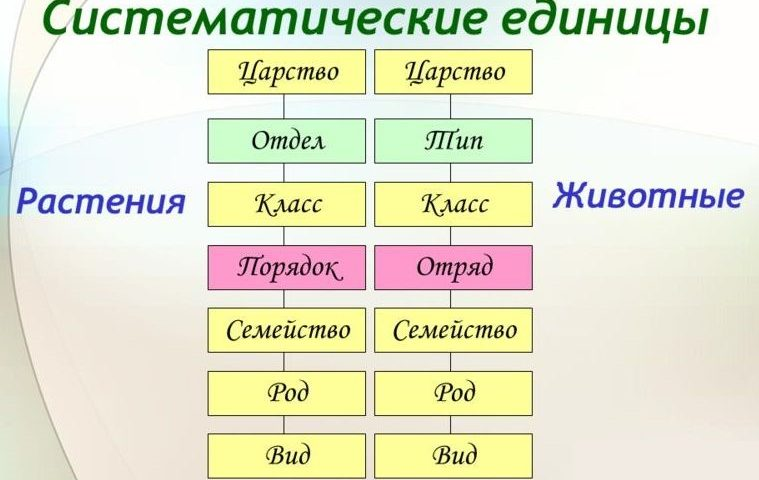 Систематические единицы
Царство Царство
Отдел Тип
Растения Класс Класс Животные
Порядок Отряд
Семейство Семейство
Род Род
Вид Вид